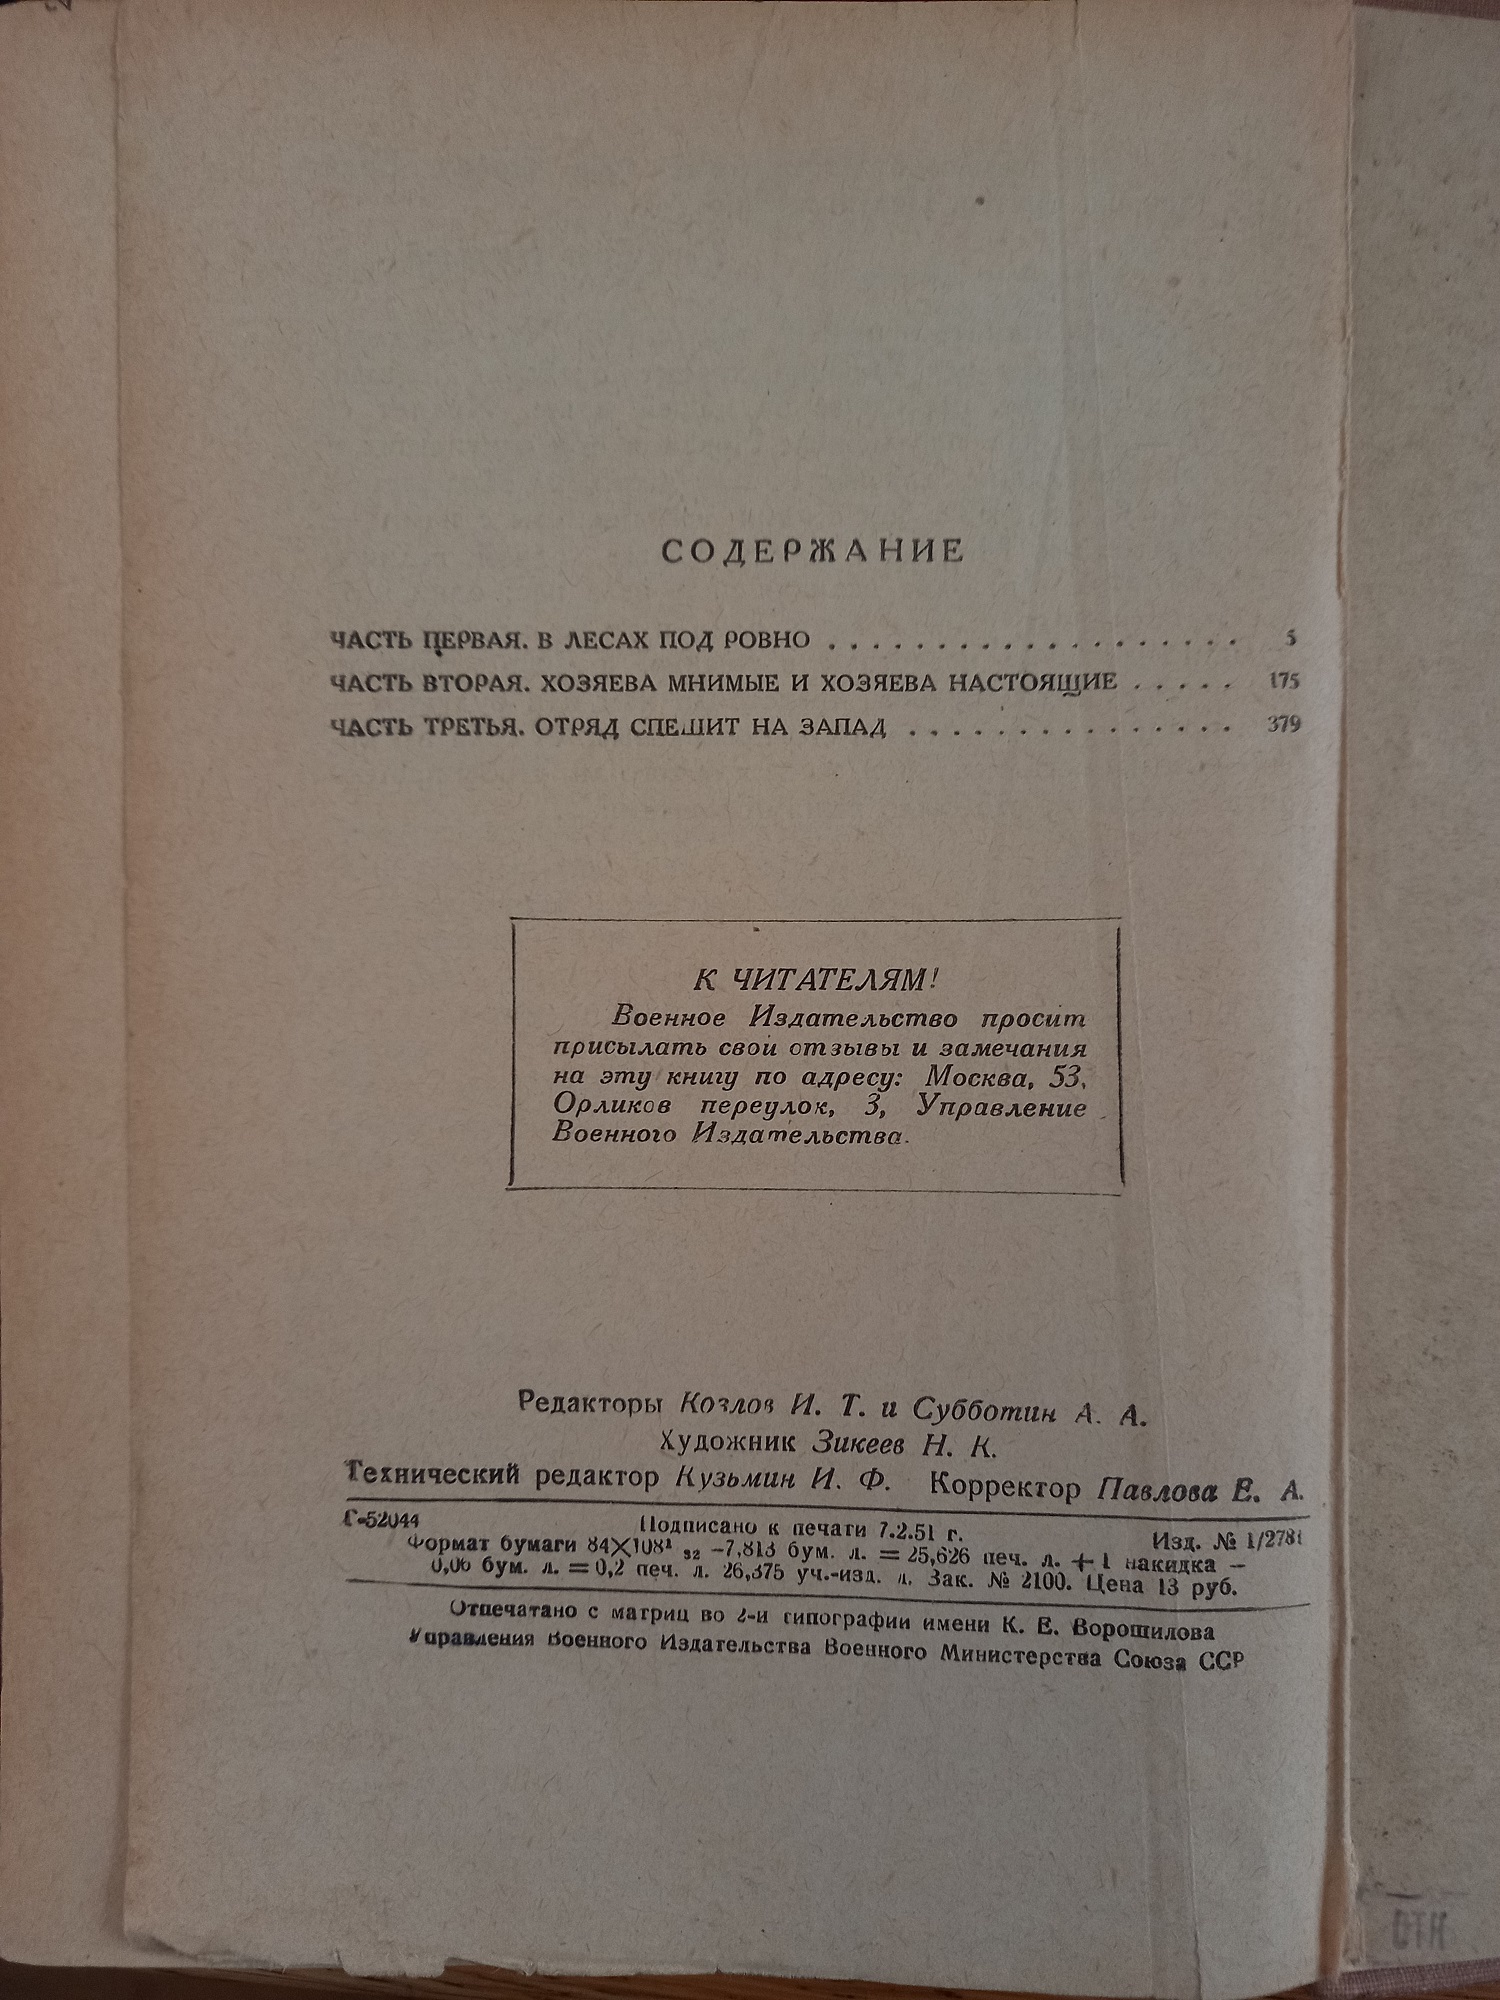 СОДЕРЖАНИЕ
ЧАСТЬ ПЕРВАЯ. В ЛЕСАХ ПОД РОВНО . . . . . . . . . . . . . . . . . . . 5
ЧАСТЬ ВТОРАЯ. ХОЗЯЕВА МНИМЫЕ И ХОЗЯЕВА НАСТОЯЩИЕ . . . . . 175
ЧАСТЬ ТРЕТЬЯ. ОТРЯД СПЕШИТ НА ЗАПАД . . . . . . . . . . . . . . . 379
К ЧИТАТЕЛЯМ!
Военное Издательство просит
присылать свои отзывы и замечания
на эту книгу по адресу: Москва, 53,
Орликов переулок, 3, Управление
Военного Издательства.
Редакторы Козлов И. Т. и Субботин А. А.
Художник Зикеев Н. К.
Технический редактор Кузьмин И. Ф. Корректор Павлова Е. А.
Г-52044 Подписано к печати 7.2.51 г. Изд. № 1/2781
Формат бумаги 84×108¹ ₃₂ –7,813 бум. л. = 25,626 печ. л. + 1 накидка —
0,06 бум. л. = 0,2 печ. л. 26,375 уч.-изд. л. Зак. № 2100. Цена 13 руб.
Отпечатано с матриц во 2-й типографии имени К. Е. Ворошилова
Управления Военного Издательства Военного Министерства Союза ССР
ОТК